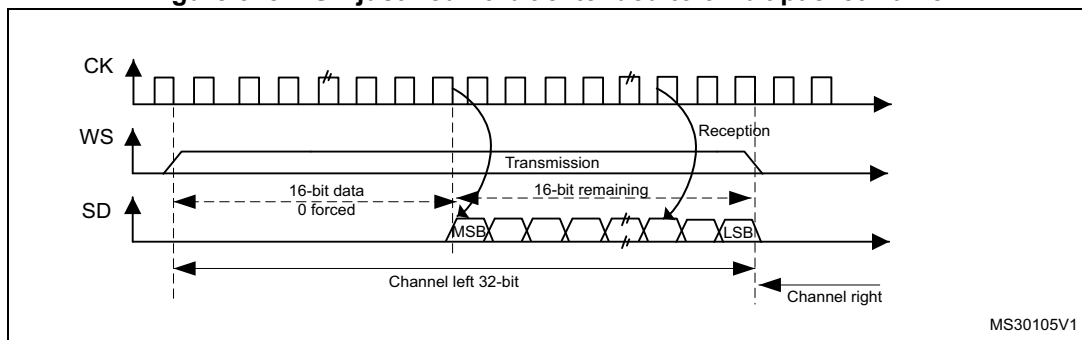 CK
WS
Reception
Transmission
16-bit data
0 forced
16-bit remaining
SD
MSB
LSB
Channel left 32-bit
Channel right
MS30105V1